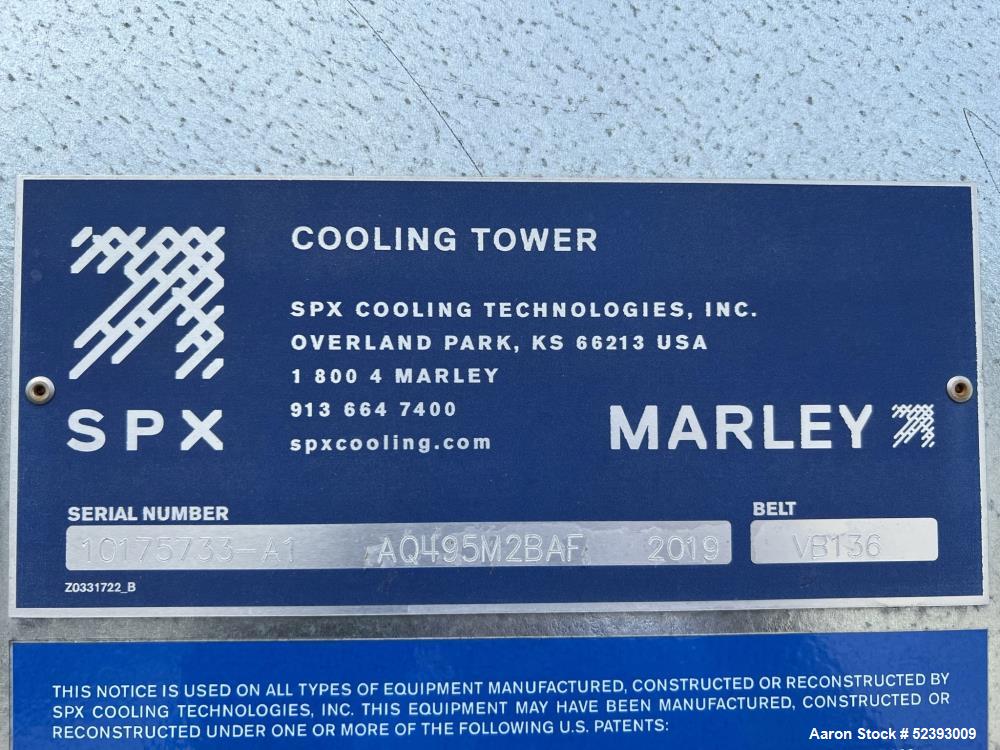 COOLING TOWER
SPX COOLING TECHNOLOGIES, INC.
OVERLAND PARK, KS 66213 USA
1 800 4 MARLEY
913 664 7400
spxcooling.com
SPX
MARLEY
SERIAL NUMBER
10175733-A1 AQ495M2BAF 2019
BELT
VB136
Z0331722_B
THIS NOTICE IS USED ON ALL TYPES OF EQUIPMENT MANUFACTURED, CONSTRUCTED OR RECONSTRUCTED BY
SPX COOLING TECHNOLOGIES, INC. THIS EQUIPMENT MAY HAVE BEEN MANUFACTURED, CONSTRUCTED OR
RECONSTRUCTED UNDER ONE OR MORE OF THE FOLLOWING U.S. PATENTS:
Aaron Stock # 52393009